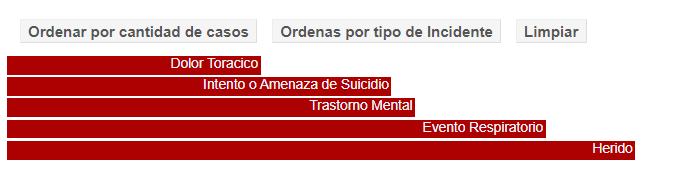 Ordenar por cantidad de casos Ordenas por tipo de Incidente Limpiar
Dolor Toracico
Intento o Amenaza de Suicidio
Trastorno Mental
Evento Respiratorio
Herido